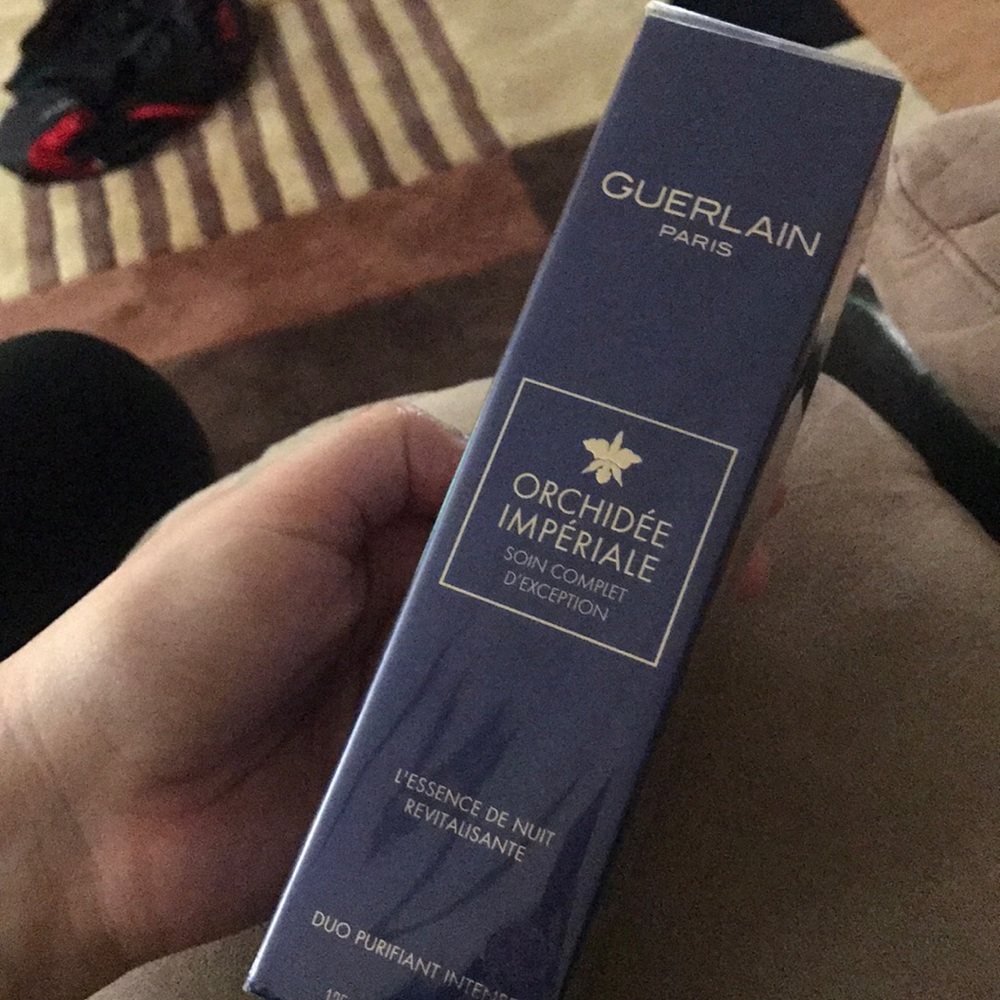 GUERLAIN
PARIS
ORCHIDÉE
IMPÉRIALE
SOIN COMPLET
D'EXCEPTION
L'ESSENCE DE NUIT
REVITALISANTE
DUO PURIFIANT